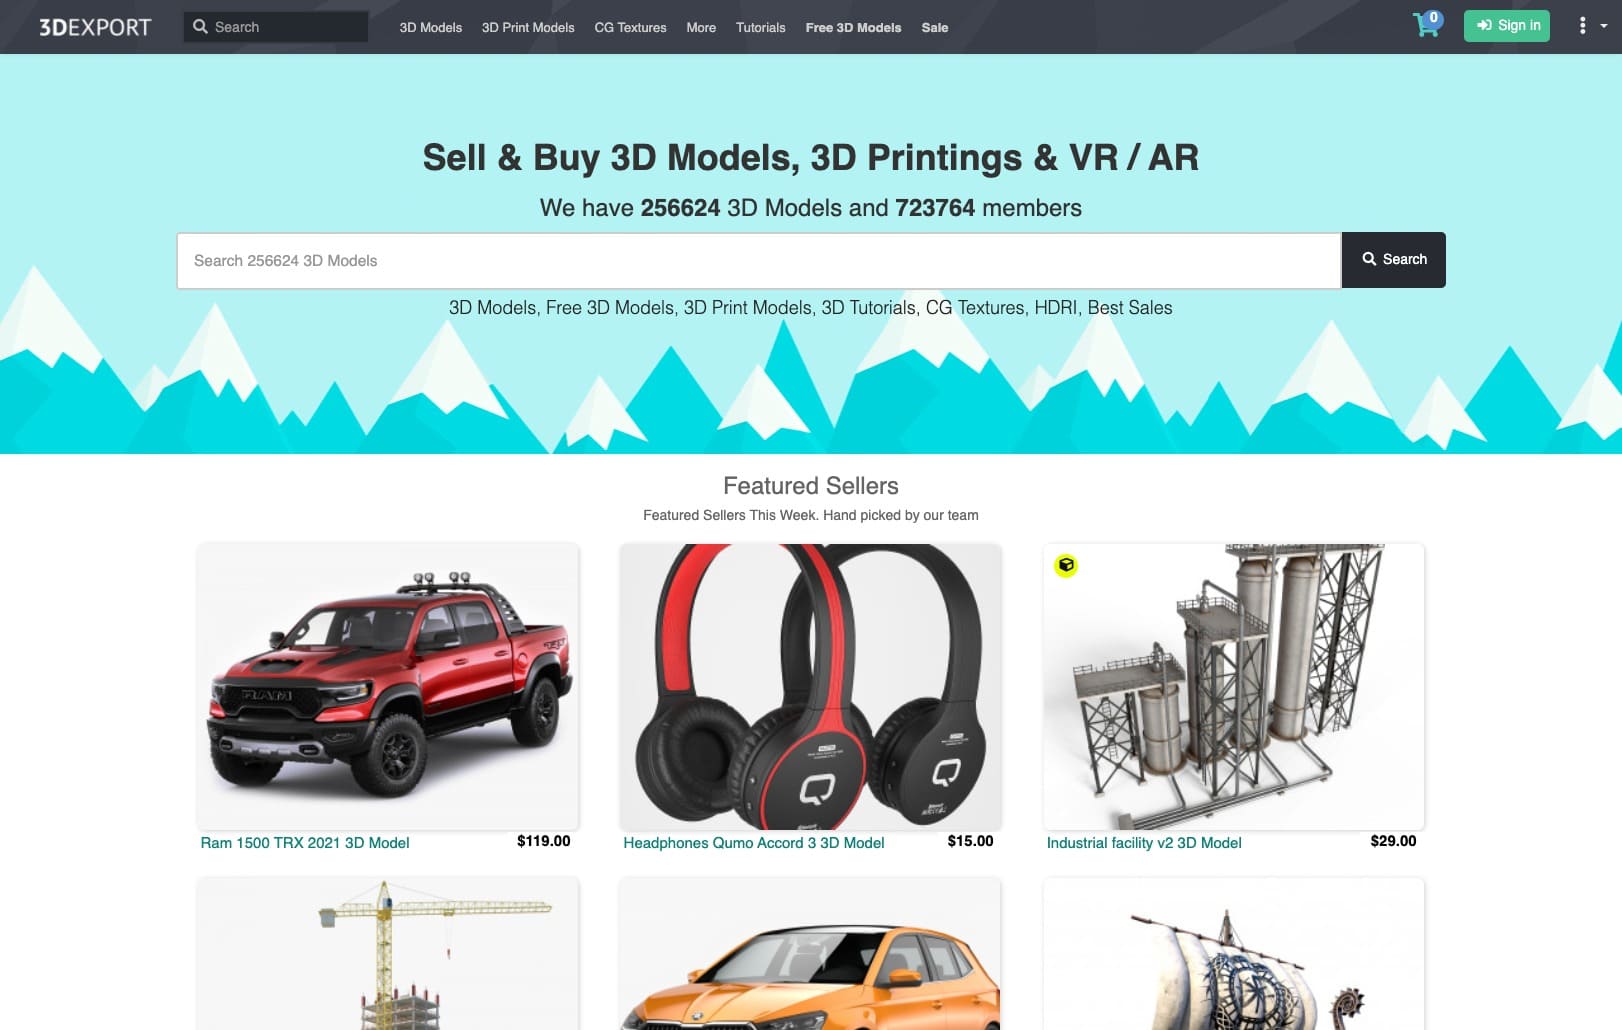 3DEXPORT
Search
3D Models
3D Print Models
CG Textures
More
Tutorials
Free 3D Models
Sale
0
Sign in
Sell & Buy 3D Models, 3D Printings & VR / AR
We have 256624 3D Models and 723764 members
Search 256624 3D Models
Search
3D Models, Free 3D Models, 3D Print Models, 3D Tutorials, CG Textures, HDRI, Best Sales
Featured Sellers
Featured Sellers This Week. Hand picked by our team
RAM
TRX
Ram 1500 TRX 2021 3D Model
$119.00
Headphones Qumo Accord 3 3D Model
$15.00
Industrial facility v2 3D Model
$29.00